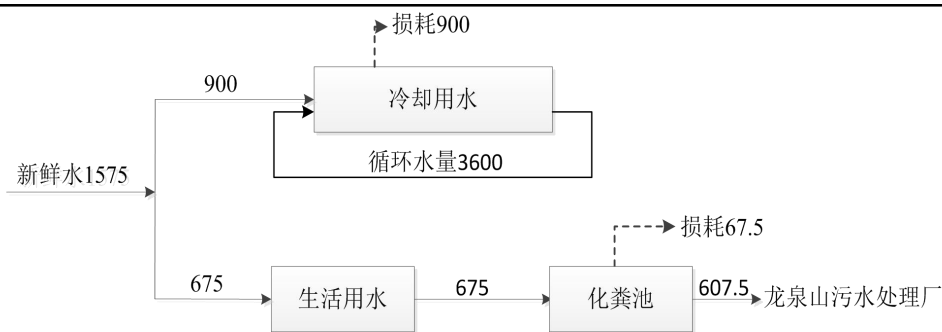 损耗900
900
冷却用水
循环水量3600
新鲜水1575
损耗67.5
675
生活用水
675
化粪池
607.5
龙泉山污水处理厂